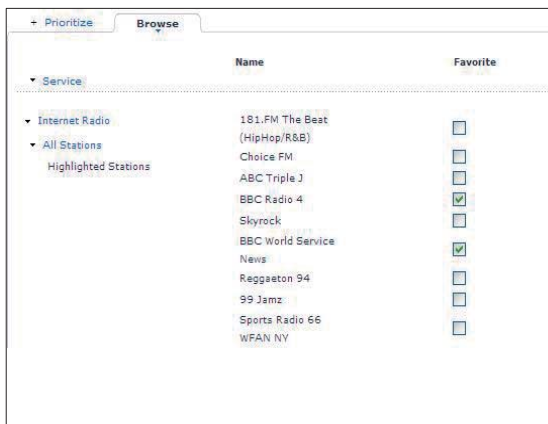 + Prioritize
Browse
Name
Favorite
Service
Internet Radio
All Stations
Highlighted Stations
181.FM The Beat
(HipHop/R&B)
Choice FM
ABC Triple J
BBC Radio 4
Skyrock
BBC World Service
News
Reggaeton 94
99 Jamz
Sports Radio 66
WFAN NY